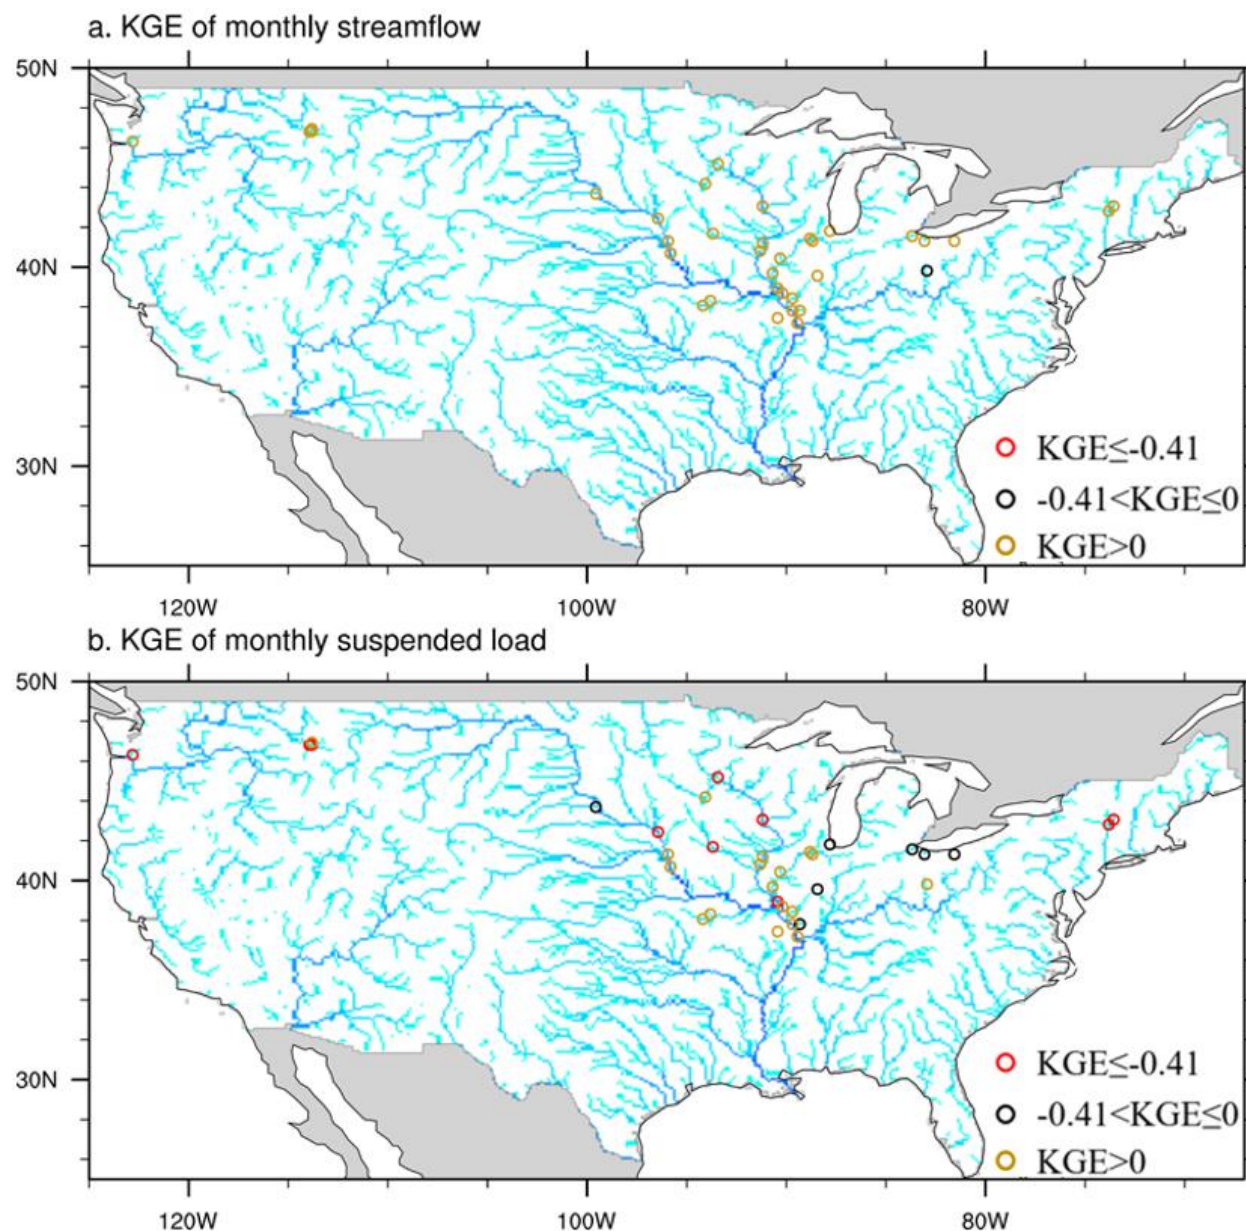 a. KGE of monthly streamflow
50N
40N
30N
KGE≤-0.41
-0.41<KGE≤0
KGE>0
120W 100W 80W
b. KGE of monthly suspended load
50N
40N
30N
KGE≤-0.41
-0.41<KGE≤0
KGE>0
120W 100W 80W